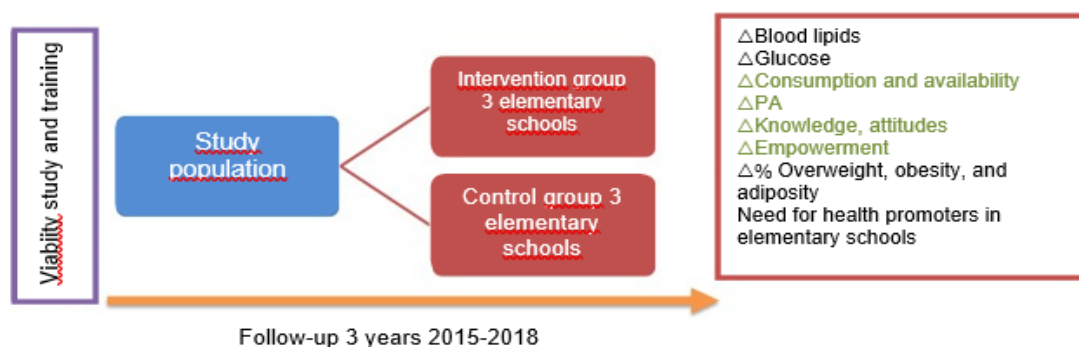 Viability study and training
Study
population
Intervention group
3 elementary
schools
Control group 3
elementary
schools
△Blood lipids
△Glucose
△Consumption and availability
△PA
△Knowledge, attitudes
△Empowerment
△% Overweight, obesity, and
adiposity
Need for health promoters in
elementary schools
Follow-up 3 years 2015-2018